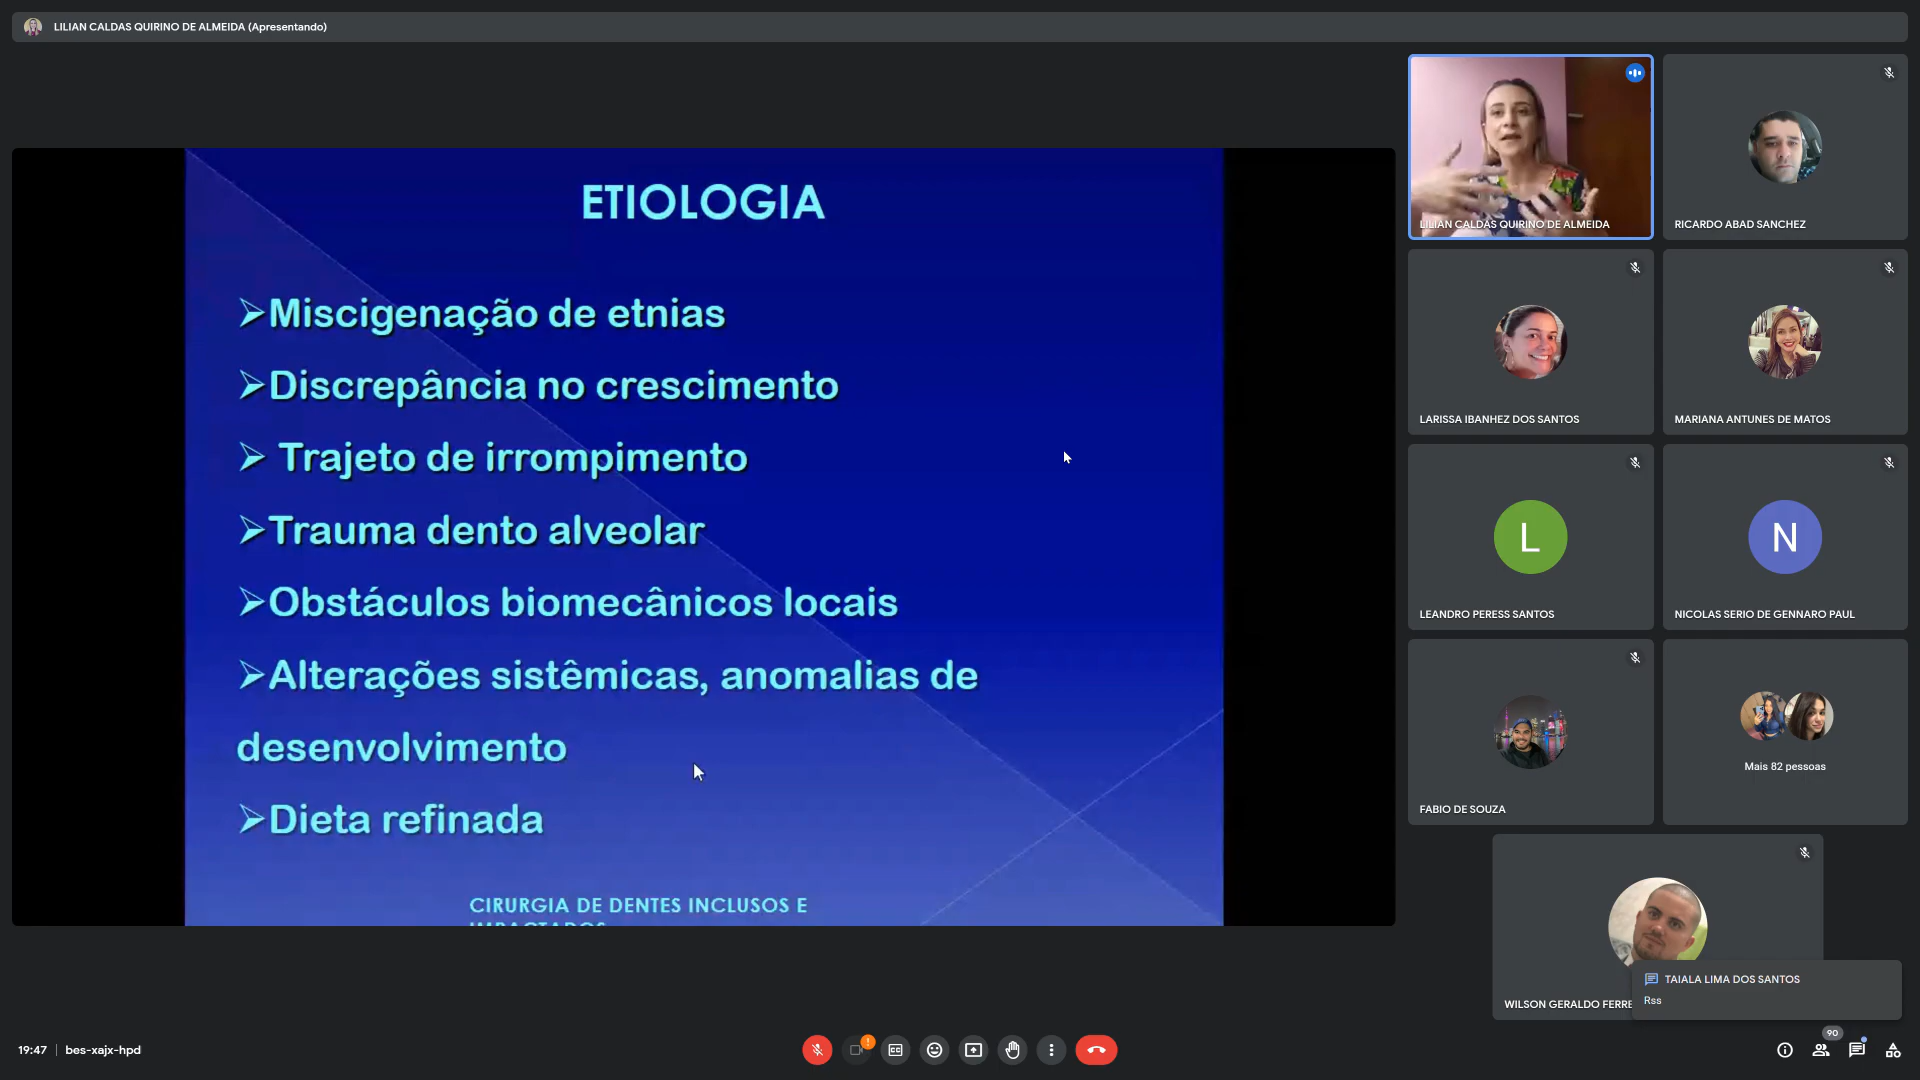 LILIAN CALDAS QUIRINO DE ALMEIDA (Apresentando)
ETIOLOGIA
➢Miscigenação de etnias
➢Discrepância no crescimento
➢ Trajeto de irrompimento
➢Trauma dento alveolar
➢Obstáculos biomecânicos locais
➢Alterações sistêmicas, anomalias de
desenvolvimento
➢Dieta refinada
CIRURGIA DE DENTES INCLUSOS E
IMPACTADOS
LILIAN CALDAS QUIRINO DE ALMEIDA
RICARDO ABAD SANCHEZ
LARISSA IBANHEZ DOS SANTOS
MARIANA ANTUNES DE MATOS
L
LEANDRO PERESS SANTOS
N
NICOLAS SERIO DE GENNARO PAUL
FABIO DE SOUZA
Mais 82 pessoas
WILSON GERALDO FERRE
TAIALA LIMA DOS SANTOS
Rss
19:47 | bes-xajx-hpd
90